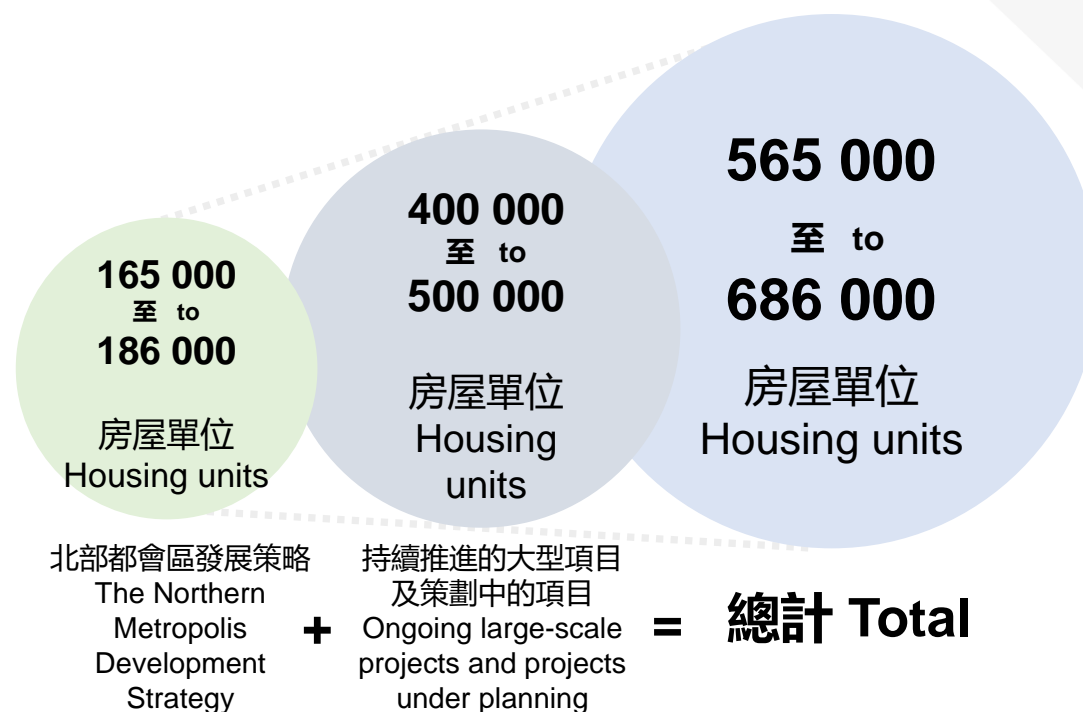 165 000
至 to
186 000
房屋單位
Housing units
400 000
至 to
500 000
房屋單位
Housing
units
565 000
至 to
686 000
房屋單位
Housing units
北部都會區發展策略
The Northern
Metropolis
Development
Strategy
+
持續推進的大型項目
及策劃中的項目
Ongoing large-scale
projects and projects
under planning
=
總計 Total